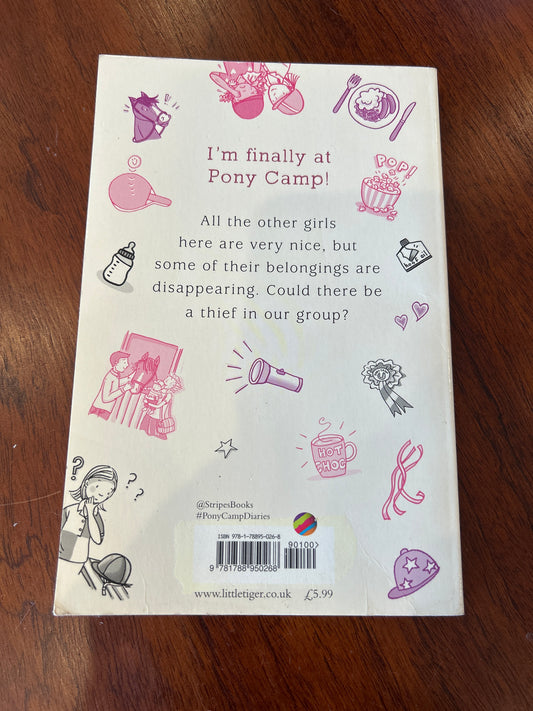 POP!
I'm finally at
Pony Camp!
All the other girls
here are very nice, but
some of their belongings are
disappearing. Could there be
a thief in our group?
hoof oil
HOT
CHOC
@StripesBooks
#PonyCampDiaries
ISBN 978-1-78895-026-8
90100>
9 781788 950268
www.littletiger.co.uk £5.99